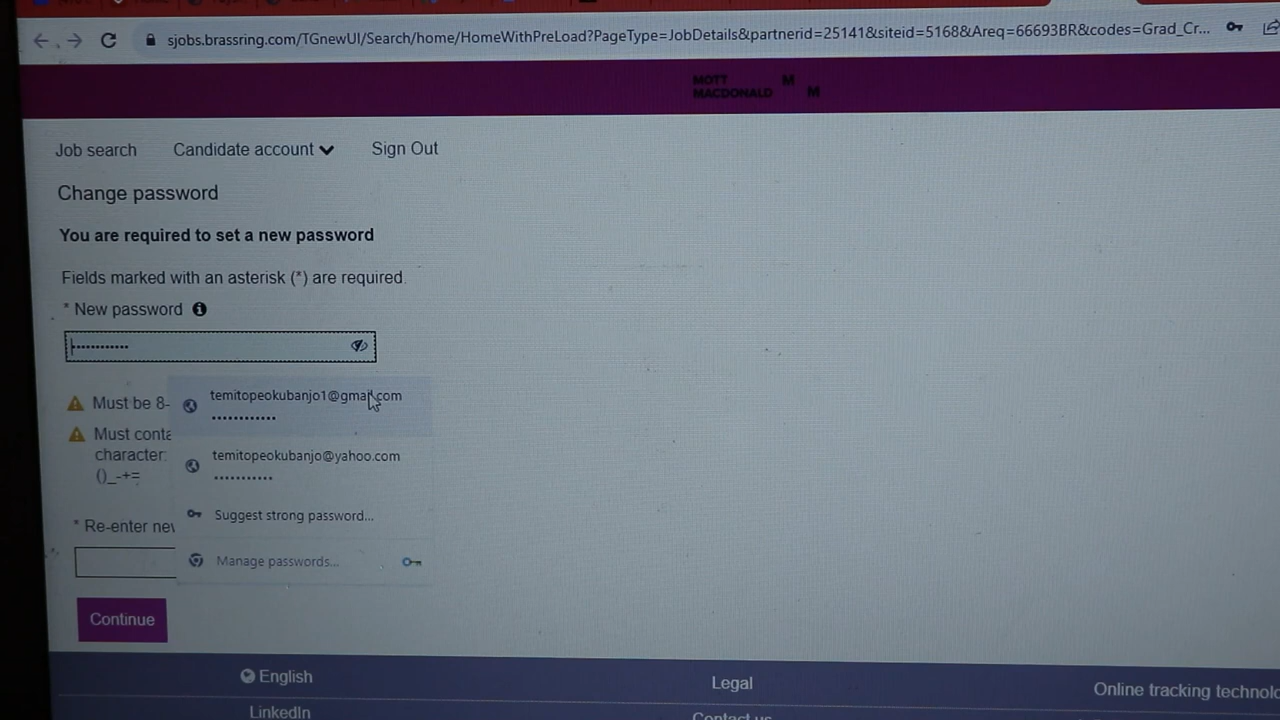 sjobs.brassring.com/TGnewUI/Search/home/HomeWithPreLoad?PageType=JobDetails&partnerid=25141&siteid=5168&Areq=66693BR&codes=Grad_Cr...
MOTT M
MACDONALD M
Job search Candidate account Sign Out
Change password
You are required to set a new password
Fields marked with an asterisk (*) are required.
* New password
temitopeokubanjo1@gmail.com
Must be 8-
••••••••••••
Must conta
character:
()_-+=
temitopeokubanjo@yahoo.com
•••••••••••
Suggest strong password...
* Re-enter nev
Manage passwords...
Continue
English Legal Online tracking technolo
LinkedIn Contact us